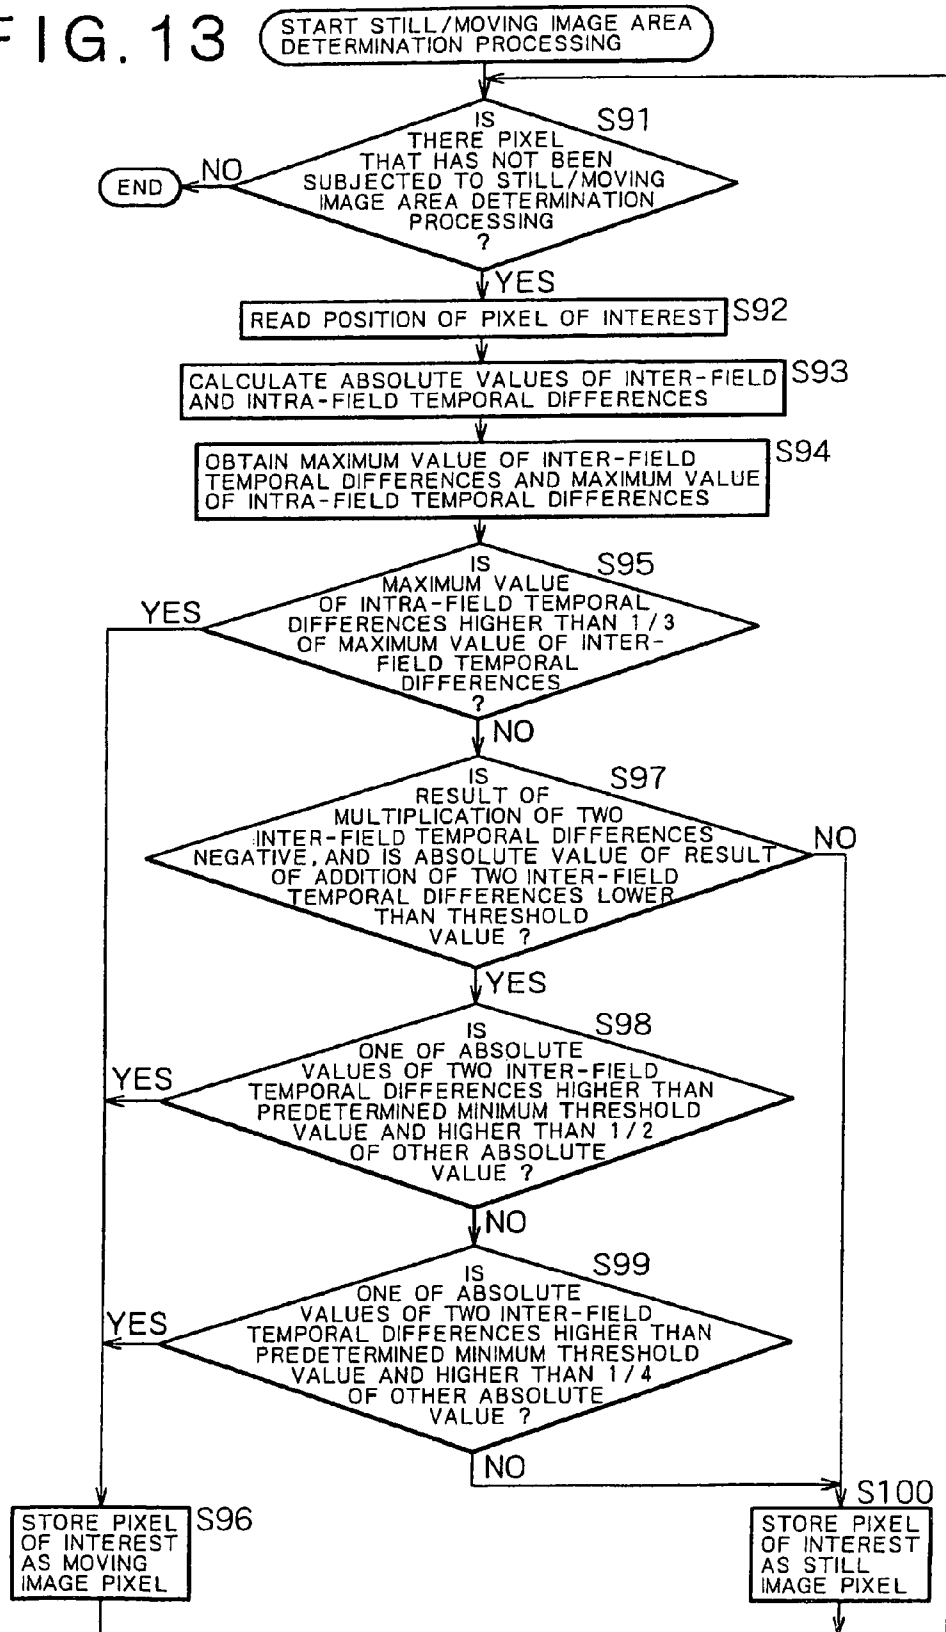 FIG. 13
START STILL/MOVING IMAGE AREA
DETERMINATION PROCESSING
S91
IS
THERE PIXEL
THAT HAS NOT BEEN
SUBJECTED TO STILL/MOVING
IMAGE AREA DETERMINATION
PROCESSING
?
NO
END
YES
READ POSITION OF PIXEL OF INTEREST
S92
CALCULATE ABSOLUTE VALUES OF INTER-FIELD
AND INTRA-FIELD TEMPORAL DIFFERENCES
S93
OBTAIN MAXIMUM VALUE OF INTER-FIELD
TEMPORAL DIFFERENCES AND MAXIMUM VALUE
OF INTRA-FIELD TEMPORAL DIFFERENCES
S94
S95
IS
MAXIMUM VALUE
OF INTRA-FIELD TEMPORAL
DIFFERENCES HIGHER THAN 1/3
OF MAXIMUM VALUE OF INTER-
FIELD TEMPORAL
DIFFERENCES
?
YES
NO
S97
IS
RESULT OF
MULTIPLICATION OF TWO
INTER-FIELD TEMPORAL DIFFERENCES
NEGATIVE, AND IS ABSOLUTE VALUE OF RESULT
OF ADDITION OF TWO INTER-FIELD
TEMPORAL DIFFERENCES LOWER
THAN THRESHOLD
VALUE ?
NO
YES
S98
IS
ONE OF ABSOLUTE
VALUES OF TWO INTER-FIELD
TEMPORAL DIFFERENCES HIGHER THAN
PREDETERMINED MINIMUM THRESHOLD
VALUE AND HIGHER THAN 1/2
OF OTHER ABSOLUTE
VALUE ?
YES
NO
S99
IS
ONE OF ABSOLUTE
VALUES OF TWO INTER-FIELD
TEMPORAL DIFFERENCES HIGHER THAN
PREDETERMINED MINIMUM THRESHOLD
VALUE AND HIGHER THAN 1/4
OF OTHER ABSOLUTE
VALUE ?
YES
NO
STORE PIXEL
OF INTEREST
AS MOVING
IMAGE PIXEL
S96
S100
STORE PIXEL
OF INTEREST
AS STILL
IMAGE PIXEL